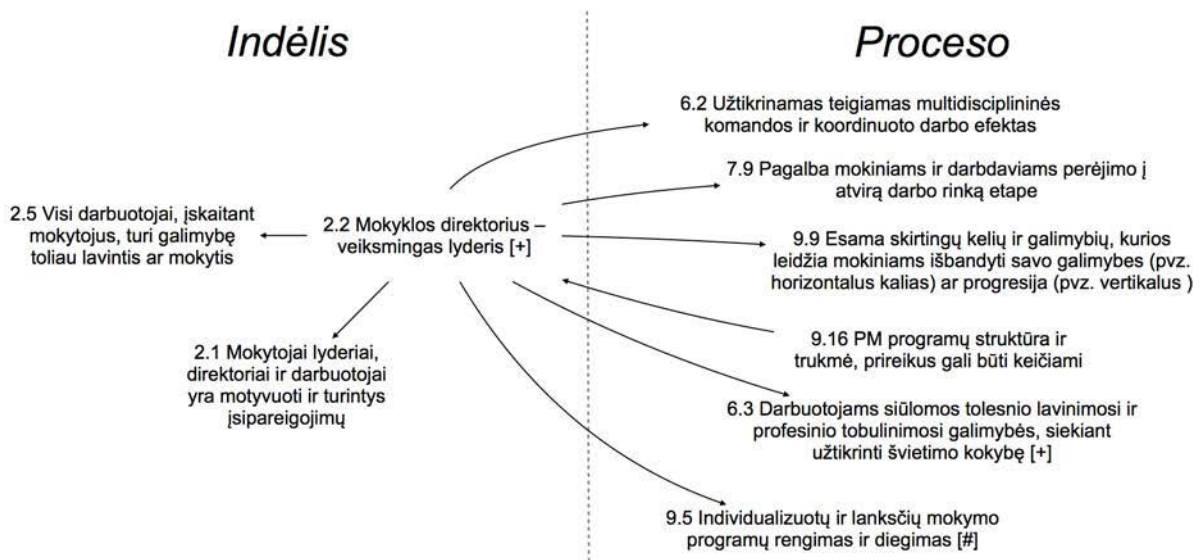 Indėlis
Proceso
6.2 Užtikrinamas teigiamas multidisciplininės
komandos ir koordinuoto darbo efektas
7.9 Pagalba mokiniams ir darbdaviams perėjimo į
atvirą darbo rinką etape
2.5 Visi darbuotojai, įskaitant
mokytojus, turi galimybę
toliau lavintis ar mokytis
2.2 Mokyklos direktorius –
veiksmingas lyderis [+]
9.9 Esama skirtingų kelių ir galimybių, kurios
leidžia mokiniams išbandyti savo galimybes (pvz.
horizontalus kalias) ar progresija (pvz. vertikalus )
9.16 PM programų struktūra ir
trukmė, prireikus gali būti keičiami
2.1 Mokytojai lyderiai,
direktoriai ir darbuotojai
yra motyvuoti ir turintys
įsipareigojimų
6.3 Darbuotojams siūlomos tolesnio lavinimosi ir
profesinio tobulinimosi galimybės, siekiant
užtikrinti švietimo kokybę [+]
9.5 Individualizuotų ir lanksčių mokymo
programų rengimas ir diegimas [#]